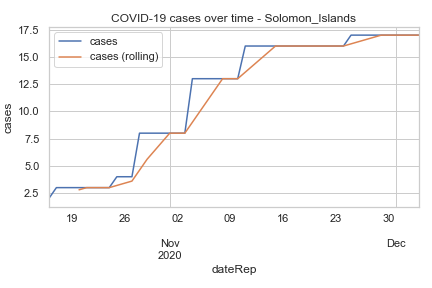 COVID-19 cases over time - Solomon_Islands
17.5
15.0
12.5
10.0
7.5
5.0
2.5
cases
cases
cases (rolling)
19 26 02 09 16 23 30
Nov Dec
2020
dateRep